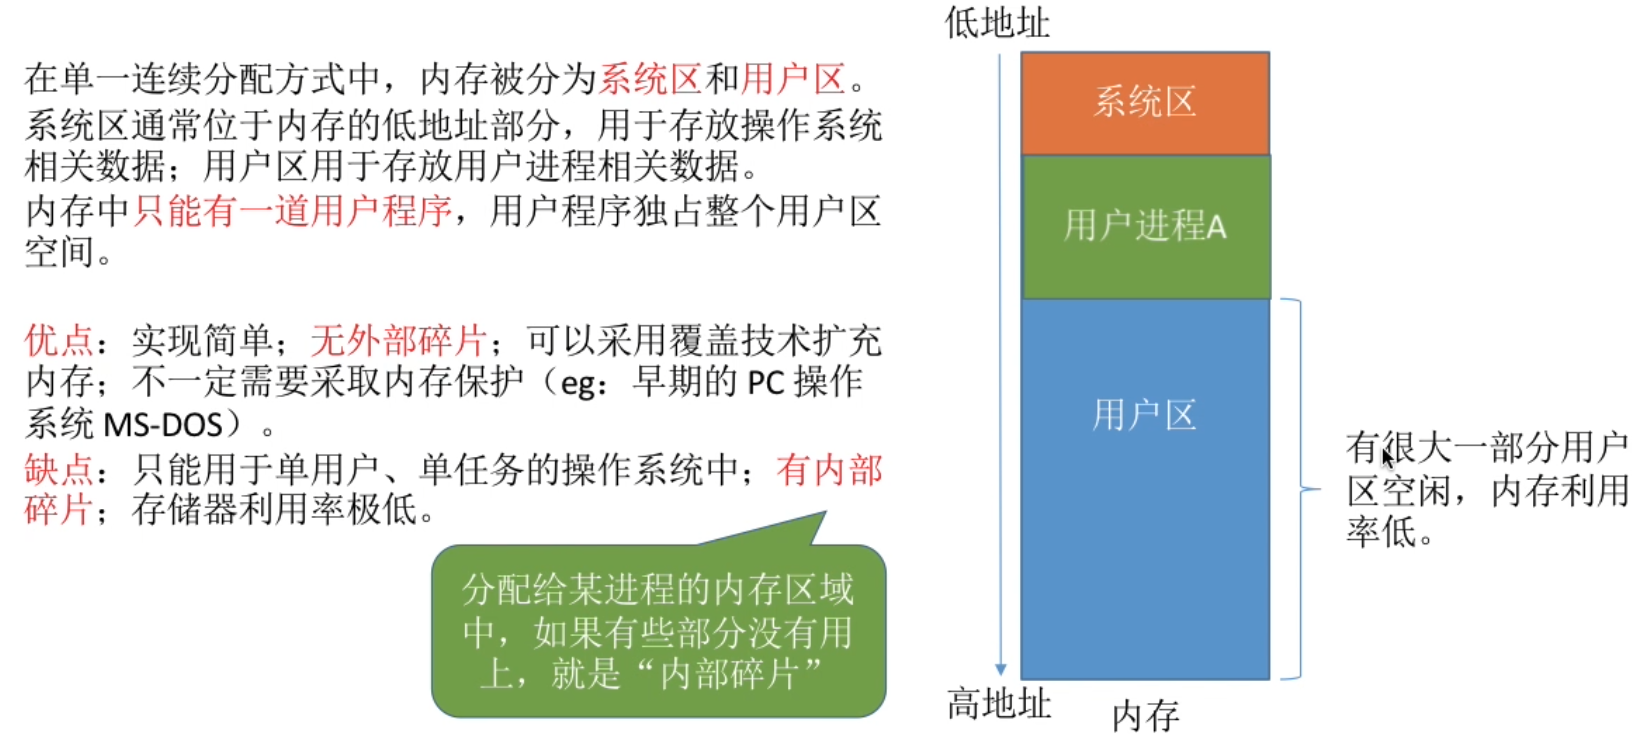 在单一连续分配方式中，内存被分为系统区和用户区。
系统区通常位于内存的低地址部分，用于存放操作系统
相关数据；用户区用于存放用户进程相关数据。
内存中只能有一道用户程序，用户程序独占整个用户区
空间。
优点：实现简单；无外部碎片；可以采用覆盖技术扩充
内存；不一定需要采取内存保护（eg：早期的 PC 操作
系统 MS-DOS）。
缺点：只能用于单用户、单任务的操作系统中；有内部
碎片；存储器利用率极低。
分配给某进程的内存区域
中，如果有些部分没有用
上，就是“内部碎片”
低地址
系统区
用户进程A
用户区
有很大一部分用户
区空闲，内存利用
率低。
高地址
内存